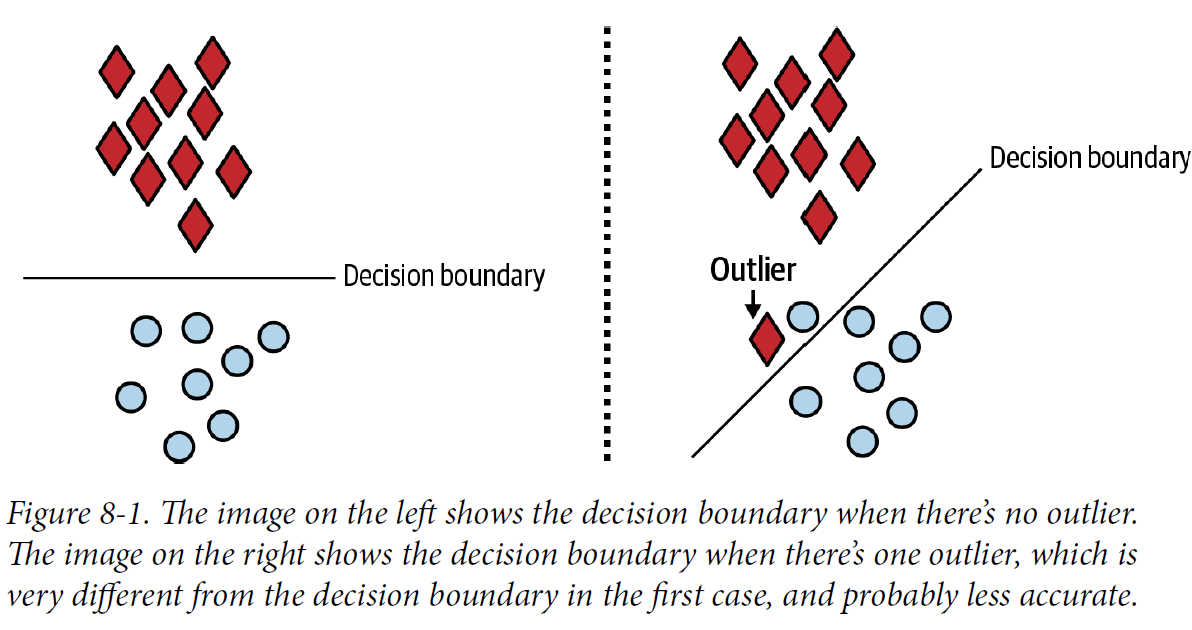 Decision boundary
Decision boundary
Outlier
Figure 8-1. The image on the left shows the decision boundary when there’s no outlier.
The image on the right shows the decision boundary when there’s one outlier, which is
very different from the decision boundary in the first case, and probably less accurate.